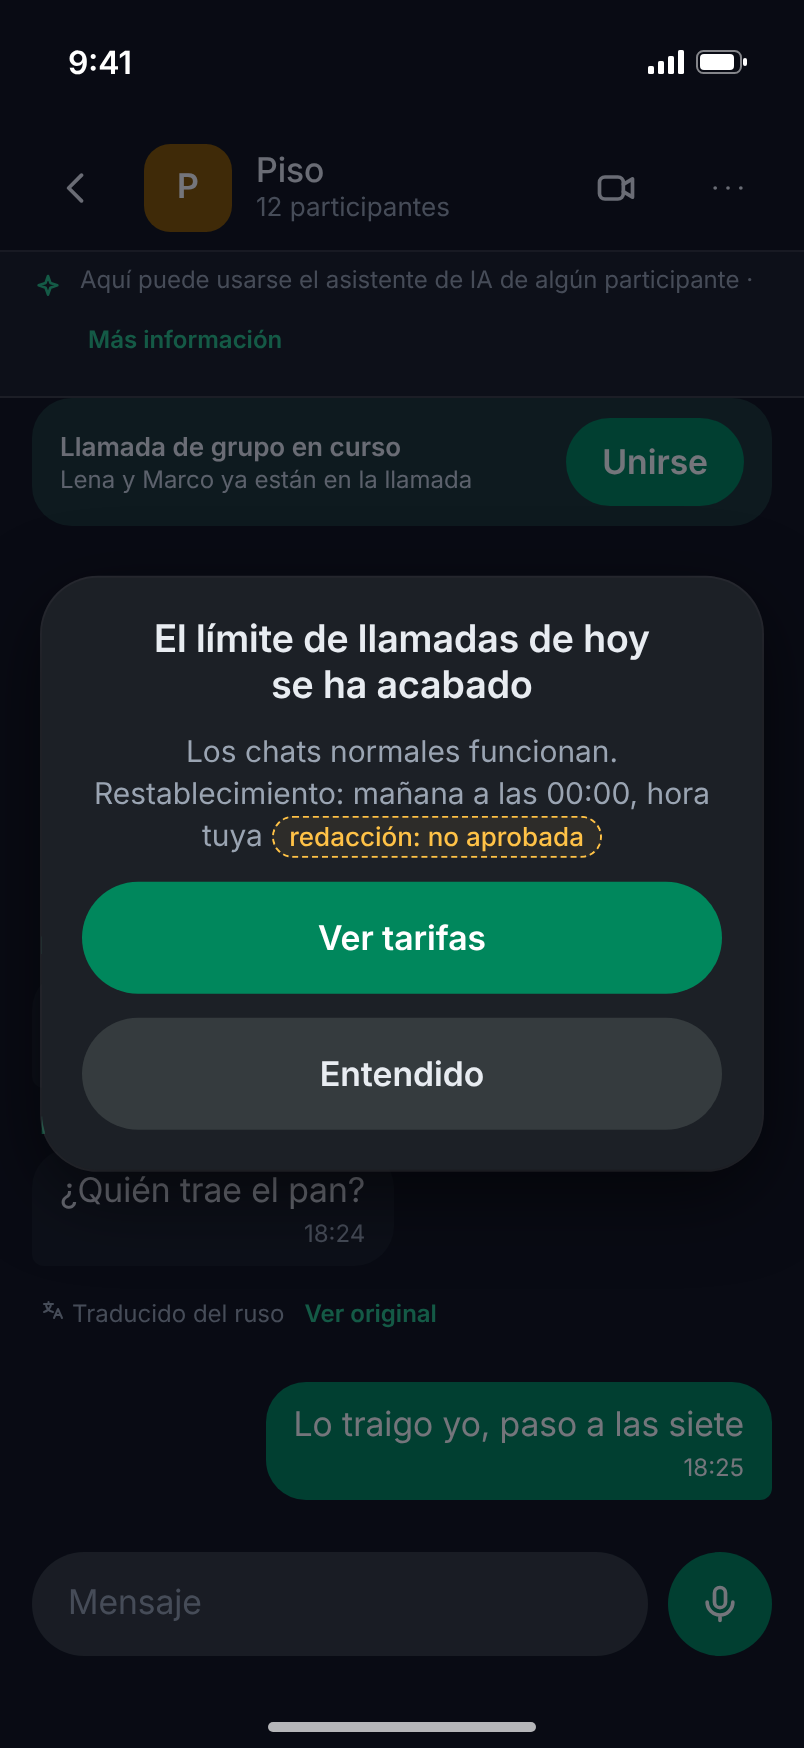 9:41
P
Piso
12 participantes
Aquí puede usarse el asistente de IA de algún participante ·
Más información
Llamada de grupo en curso
Lena y Marco ya están en la llamada
Unirse
El límite de llamadas de hoy
se ha acabado
Los chats normales funcionan.
Restablecimiento: mañana a las 00:00, hora
tuya redacción: no aprobada
Ver tarifas
Entendido
¿Quién trae el pan?
18:24
Traducido del ruso Ver original
Lo traigo yo, paso a las siete
18:25
Mensaje